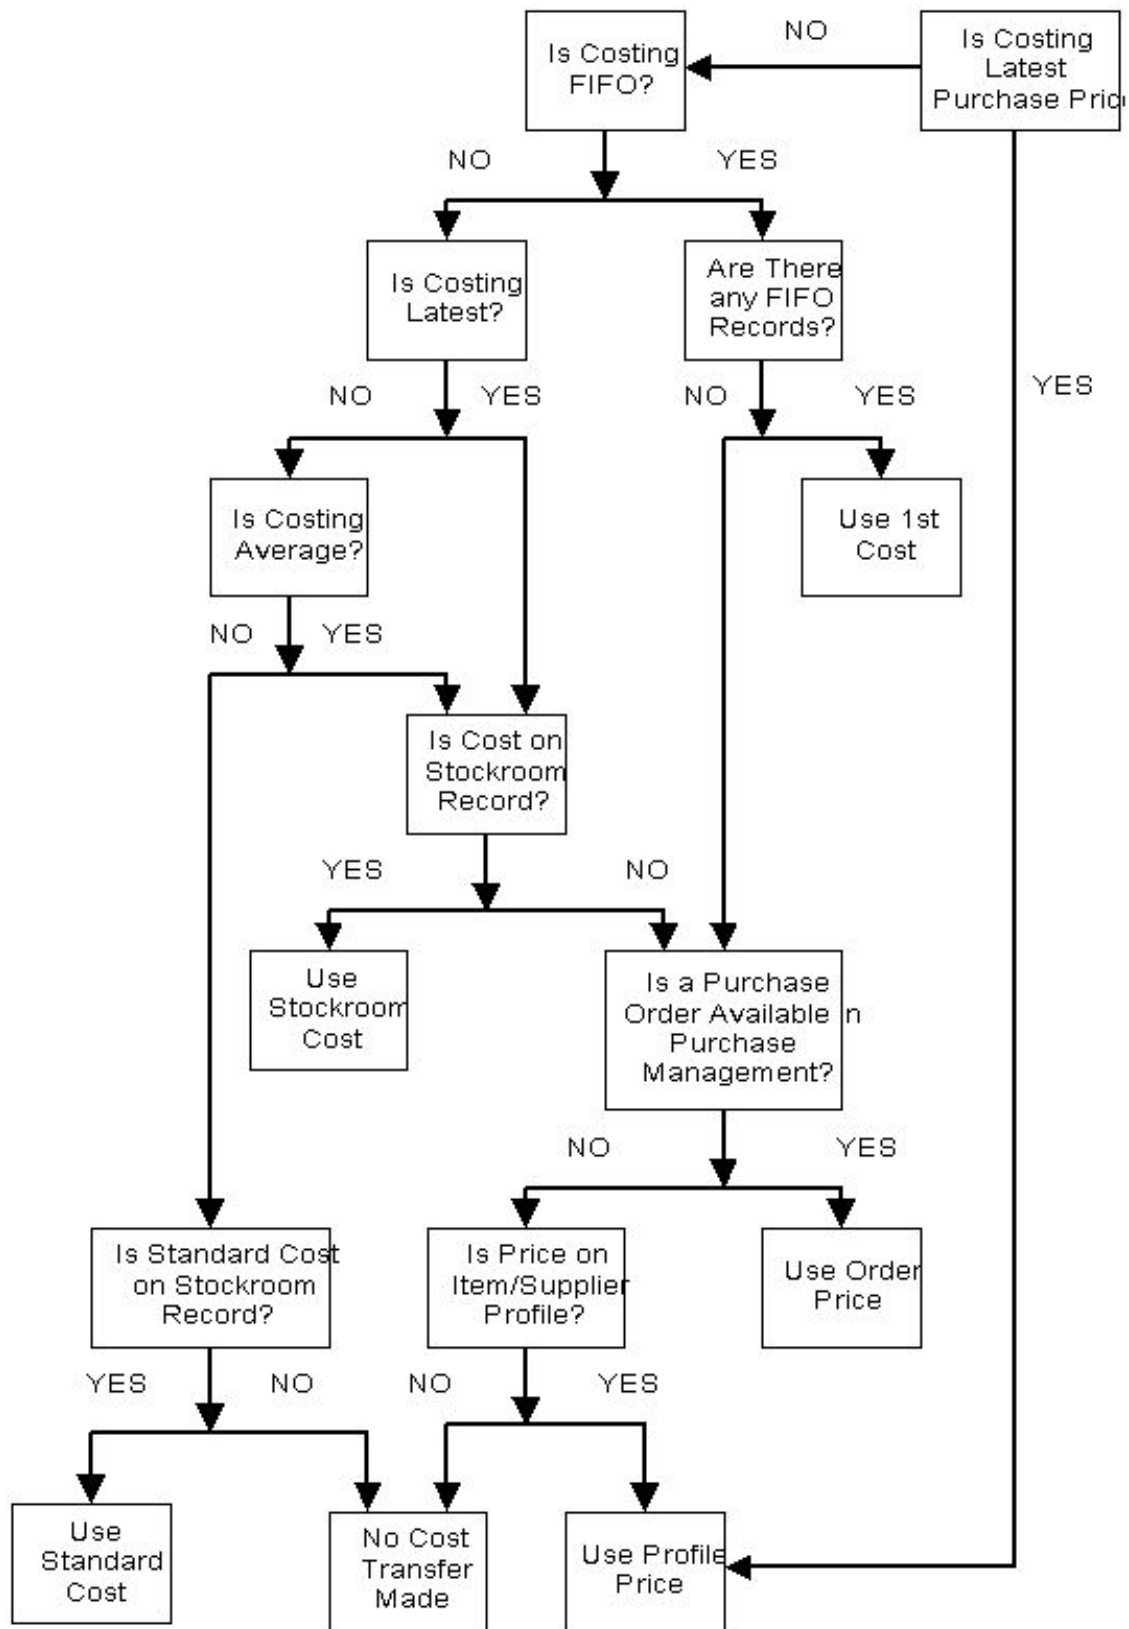 NO
Is Costing
FIFO?
Is Costing
Latest
Purchase Pric
NO
YES
Is Costing
Latest?
Are There
any FIFO
Records?
YES
NO
YES
NO
YES
Is Costing
Average?
Use 1st
Cost
NO
YES
Is Cost on
Stockroom
Record?
YES
NO
Use
Stockroom
Cost
Is a Purchase
Order Available n
Purchase
Management?
NO
YES
Is Standard Cost
on Stockroom
Record?
Is Price on
Item/Supplier
Profile?
Use Order
Price
YES
NO
NO
YES
Use
Standard
Cost
No Cost
Transfer
Made
Use Profile
Price